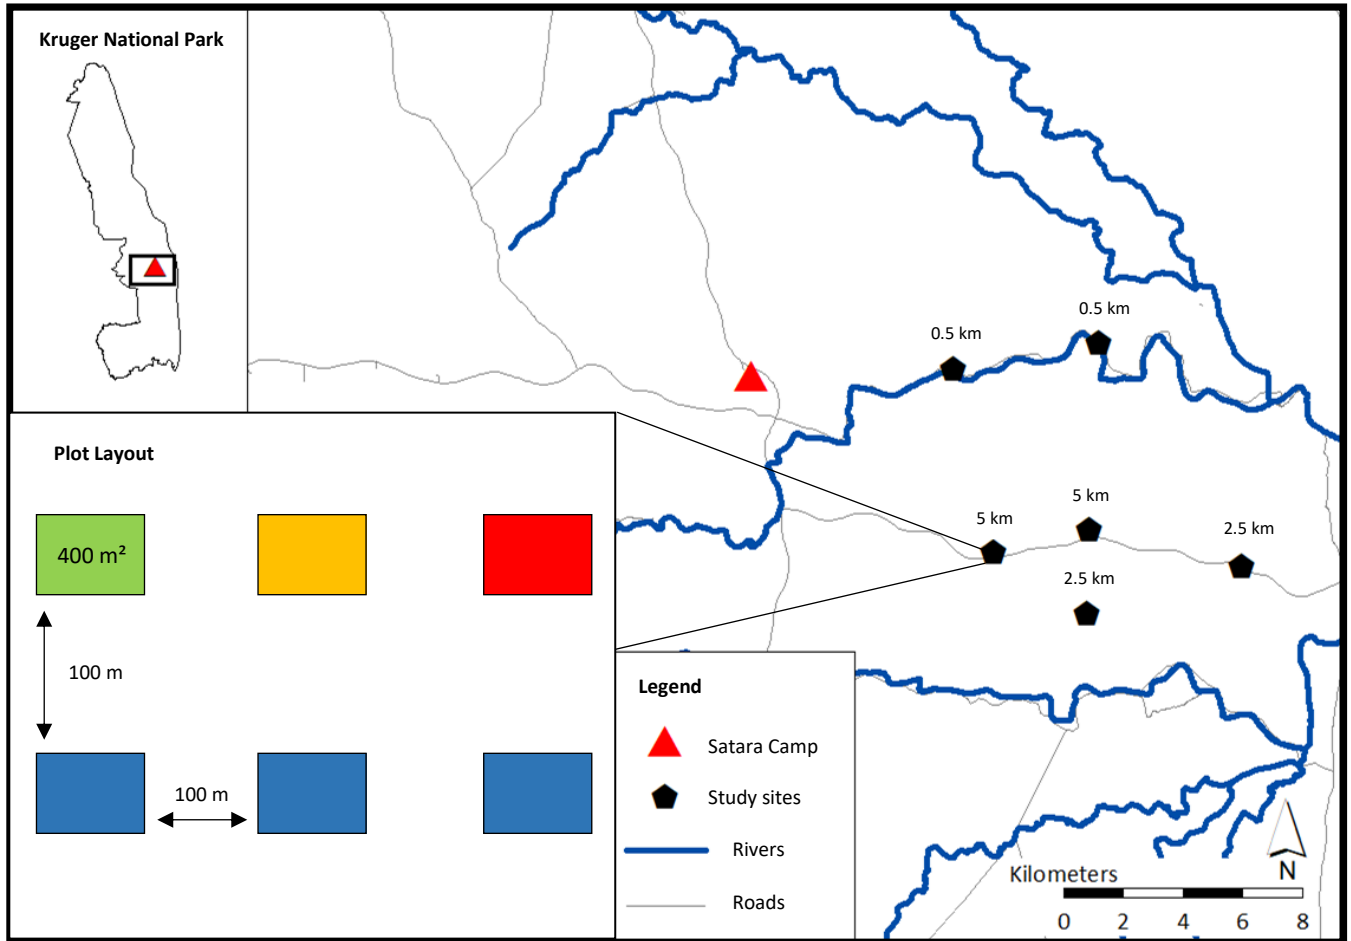 Kruger National Park
0.5 km
0.5 km
Plot Layout
400 m²
100 m
100 m
5 km
5 km
2.5 km
2.5 km
Legend
Satara Camp
Study sites
Rivers
Roads
N
Kilometers
0 2 4 6 8